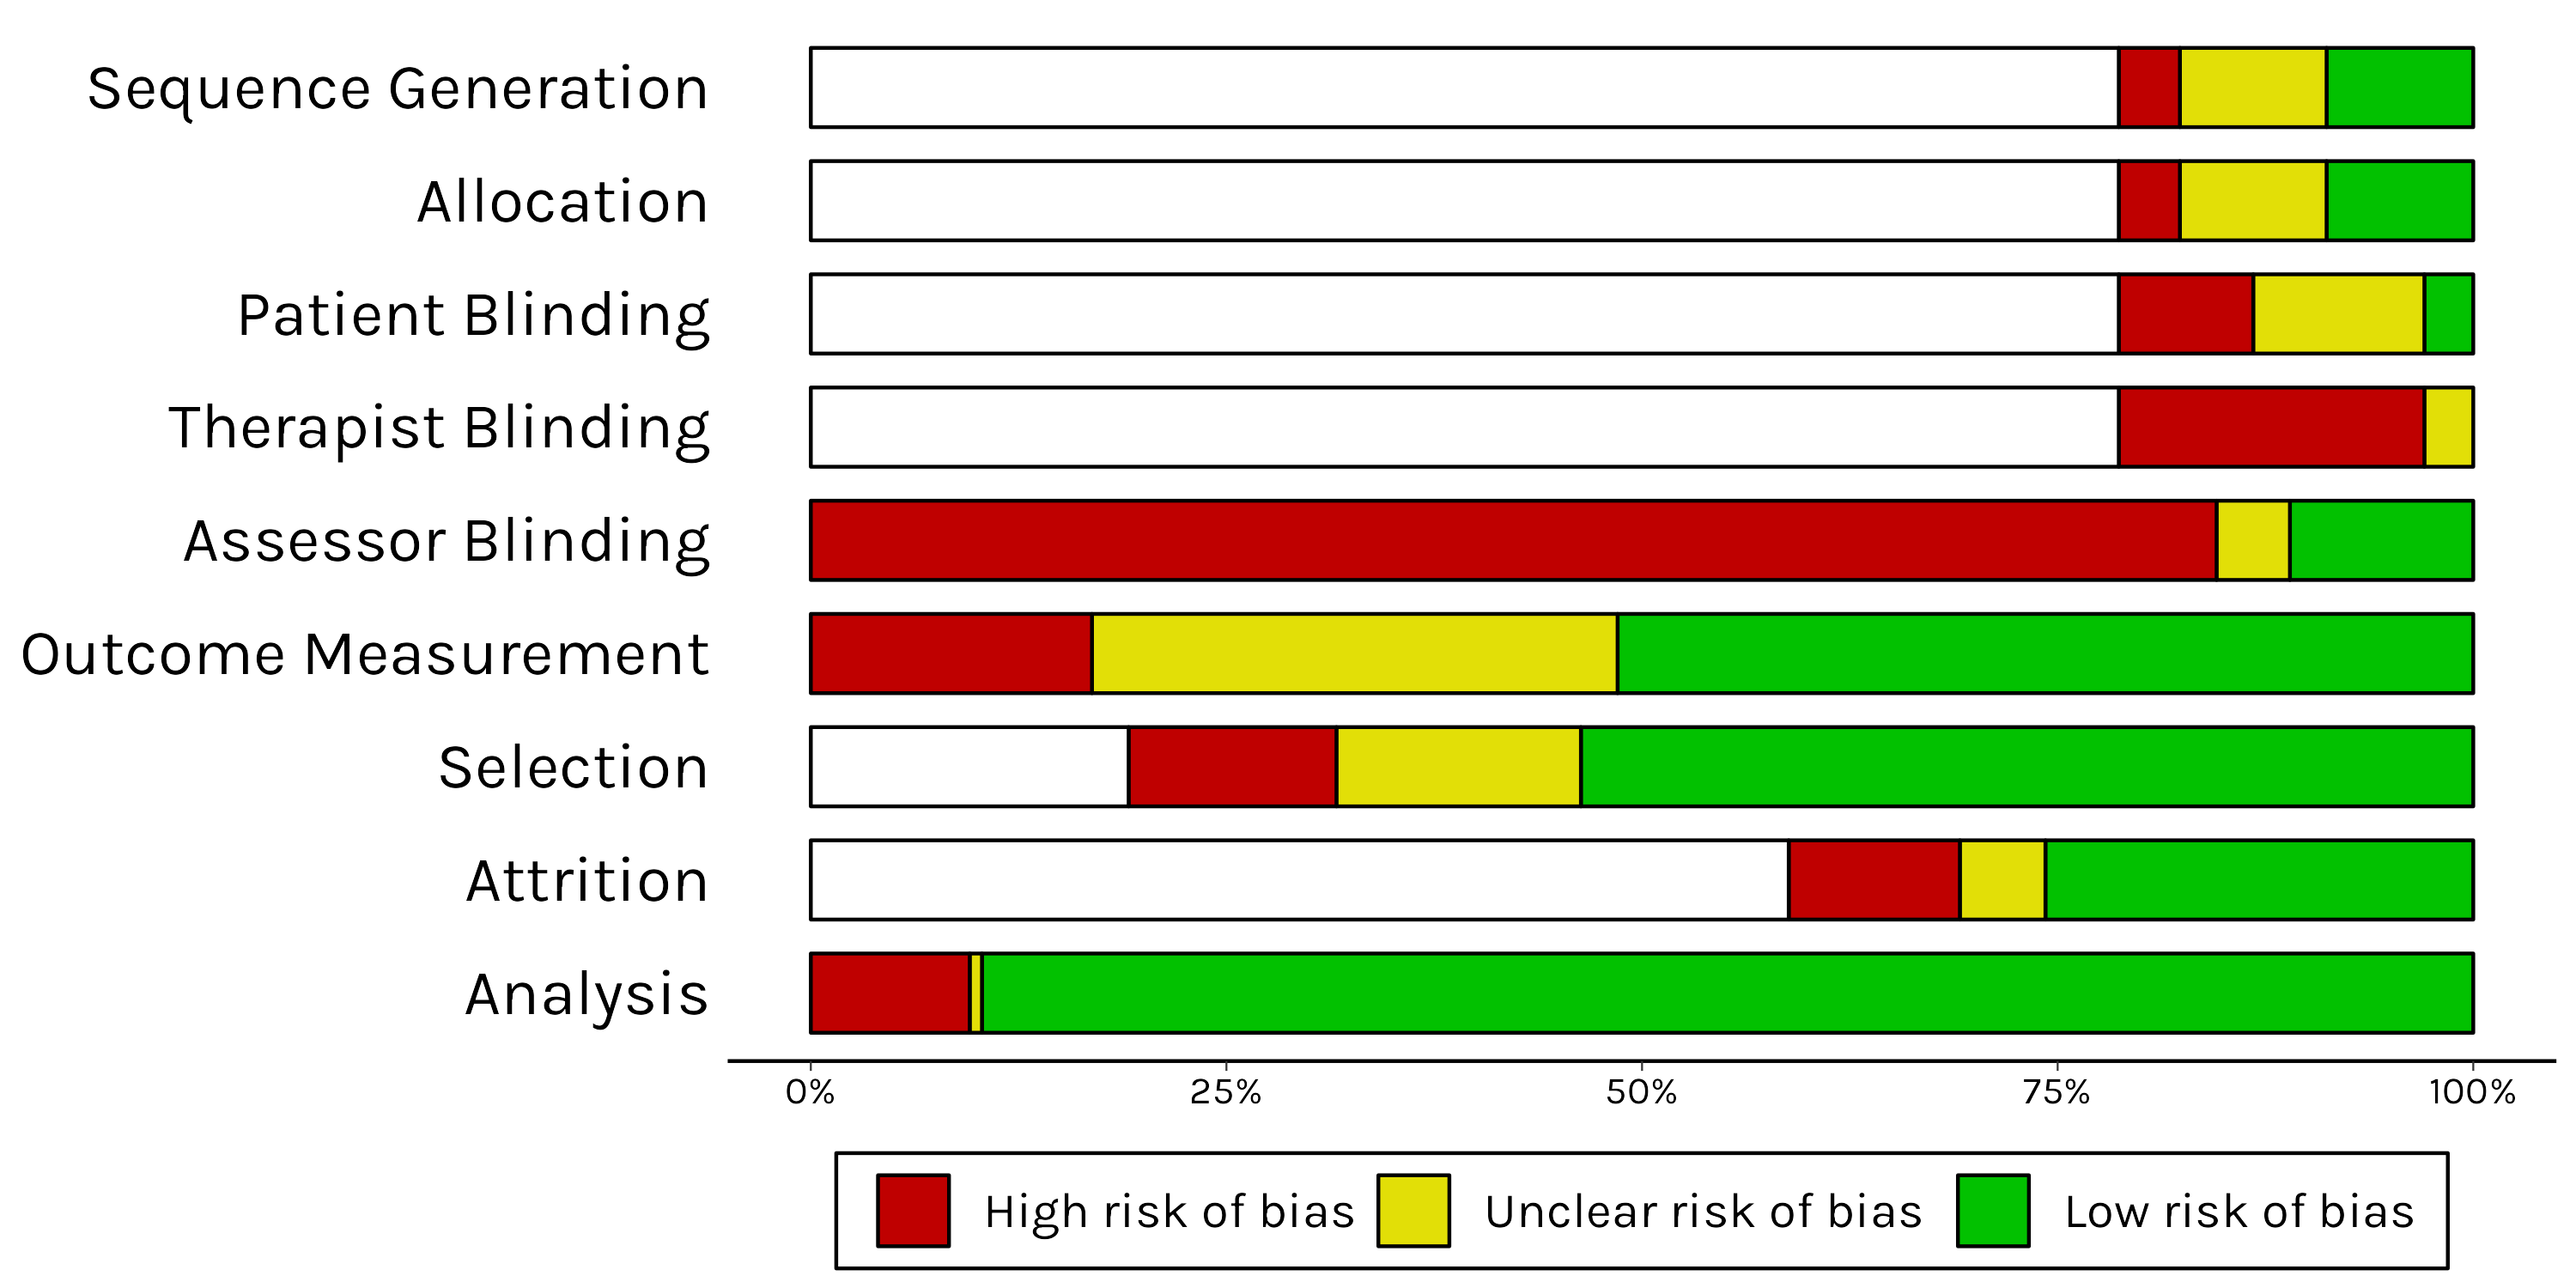 Sequence Generation
Allocation
Patient Blinding
Therapist Blinding
Assessor Blinding
Outcome Measurement
Selection
Attrition
Analysis
0% 25% 50% 75% 100%
High risk of bias Unclear risk of bias Low risk of bias